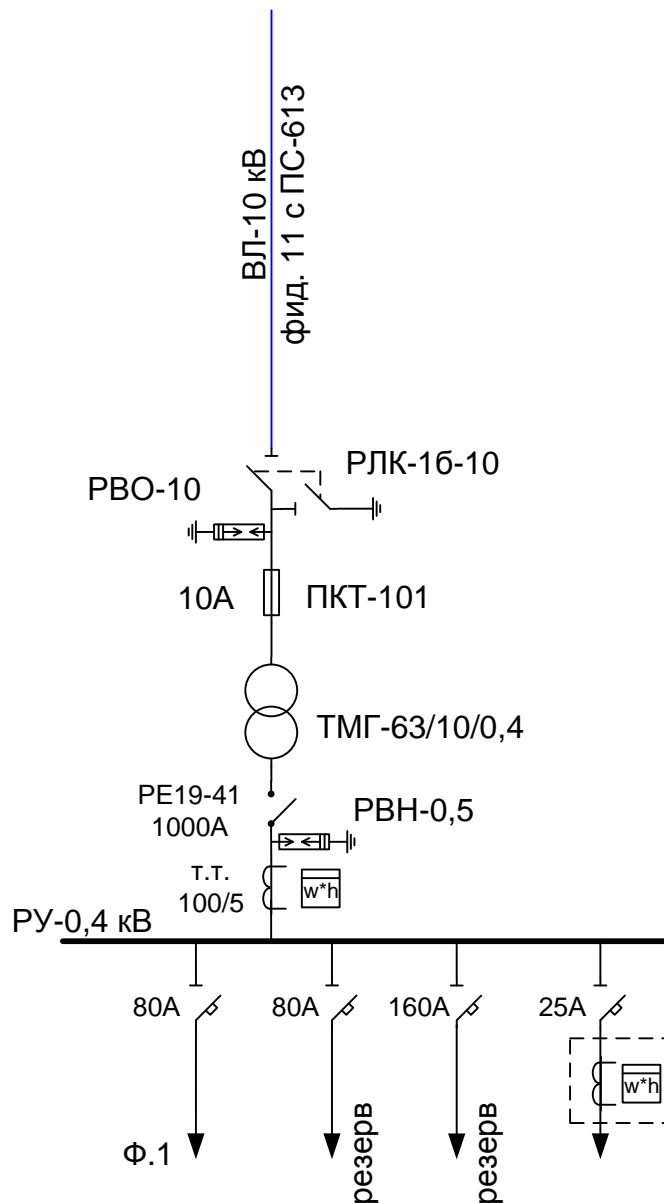 ВЛ-10 кВ
фид. 11 с ПС-613
РЛК-1б-10
РВО-10
10А
ПКТ-101
ТМГ-63/10/0,4
РЕ19-41
1000А
РВН-0,5
т.т.
100/5
w*h
РУ-0,4 кВ
80А
80А
160А
25А
w*h
Ф.1
резерв
резерв